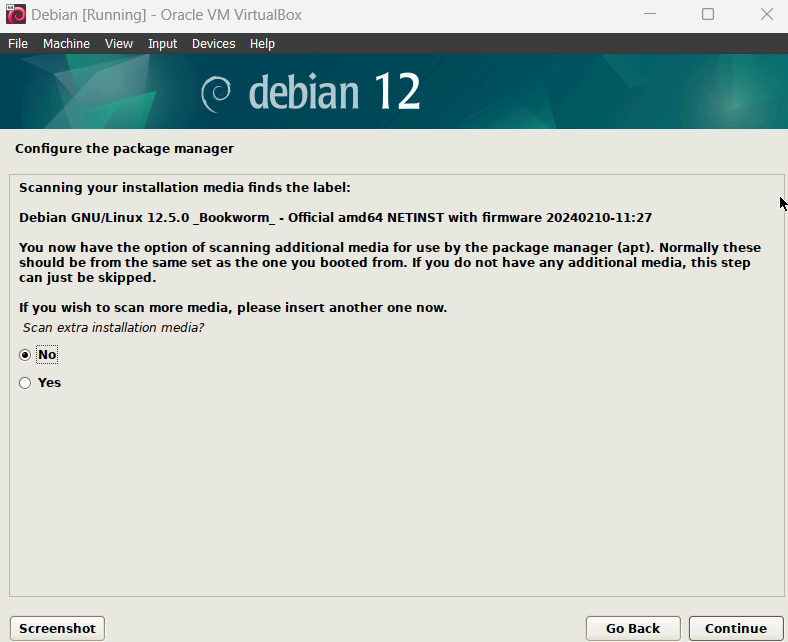 Debian [Running] - Oracle VM VirtualBox
File Machine View Input Devices Help
debian 12
Configure the package manager
Scanning your installation media finds the label:
Debian GNU/Linux 12.5.0 _Bookworm_ - Official amd64 NETINST with firmware 20240210-11:27
You now have the option of scanning additional media for use by the package manager (apt). Normally these
should be from the same set as the one you booted from. If you do not have any additional media, this step
can just be skipped.
If you wish to scan more media, please insert another one now.
Scan extra installation media?
No
Yes
Screenshot Go Back Continue